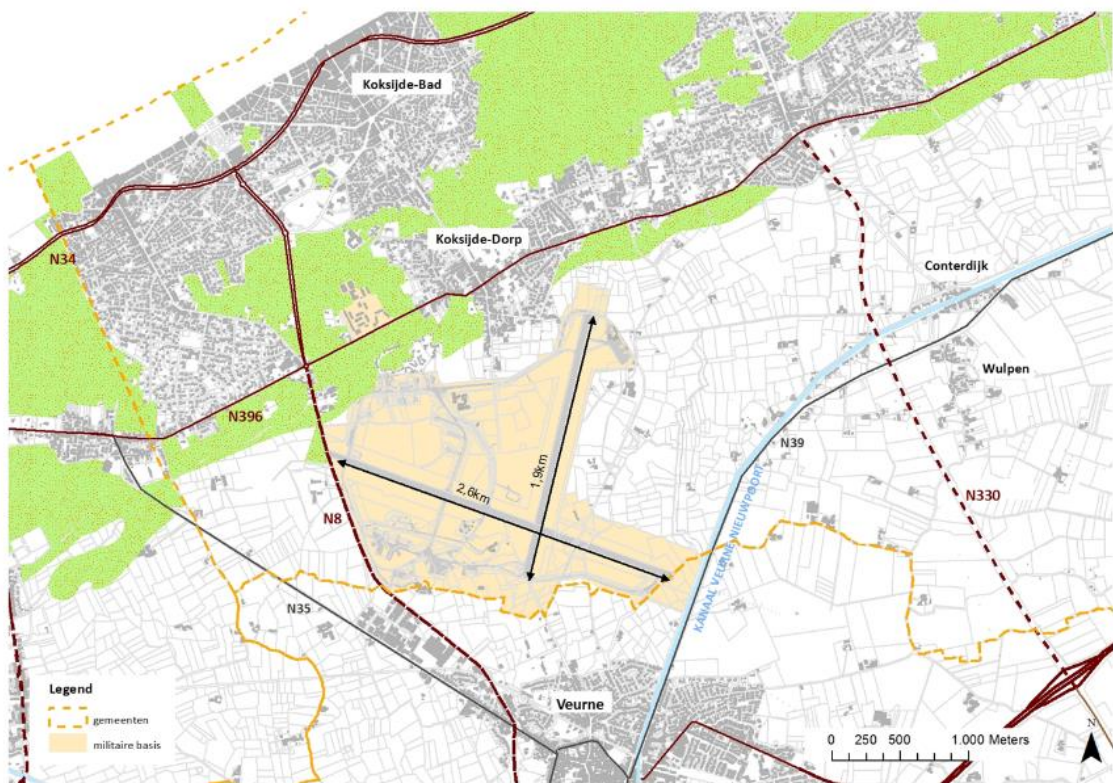 Koksijde-Bad
Koksijde-Dorp
N34
Conterdijk
Wulpen
N396
N39
1,9km
2,6km
N8
N330
KANAAL VEURNE-NIEUWPOORT
N35
Veurne
Legend
gemeenten
militaire basis
N
0 250 500 1.000 Meters